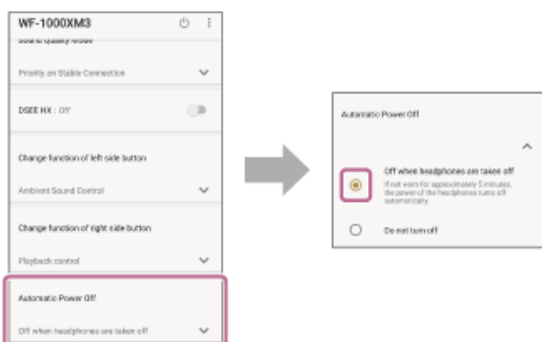 WF-1000XM3
Sound Quality Mode
Priority on Stable Connection
DSEE HX : Off
Change function of left side button
Ambient Sound Control
Change function of right side button
Playback control
Automatic Power Off
Off when headphones are taken off
Automatic Power Off
Off when headphones are taken off
If not worn for approximately 5 minutes,
the power of the headphones turns off
automatically.
Do not turn off